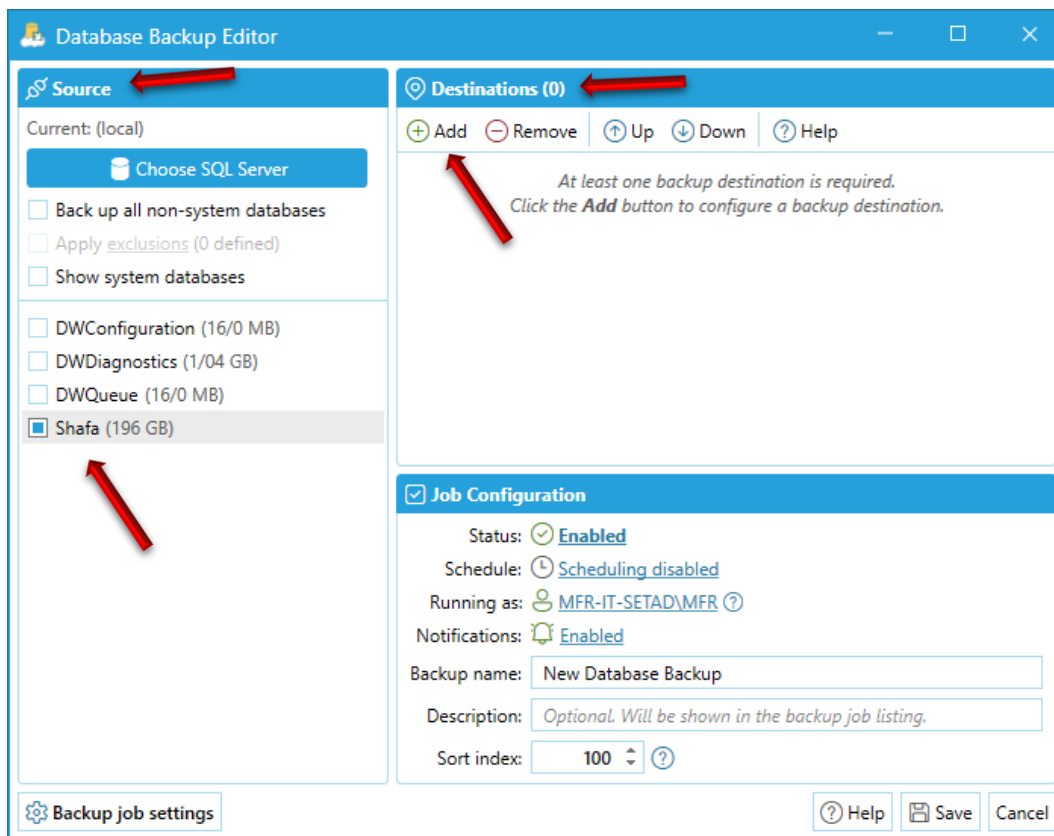 Database Backup Editor
Source
Current: (local)
Choose SQL Server
Back up all non-system databases
Apply exclusions (0 defined)
Show system databases
DWConfiguration (16/0 MB)
DWDiagnostics (1/04 GB)
DWQueue (16/0 MB)
Shafa (196 GB)
Destinations (0)
Add Remove Up Down Help
At least one backup destination is required.
Click the Add button to configure a backup destination.
Job Configuration
Status: Enabled
Schedule: Scheduling disabled
Running as: MFR-IT-SETAD\MFR
Notifications: Enabled
Backup name: New Database Backup
Description: Optional. Will be shown in the backup job listing.
Sort index: 100
Backup job settings
Help Save Cancel